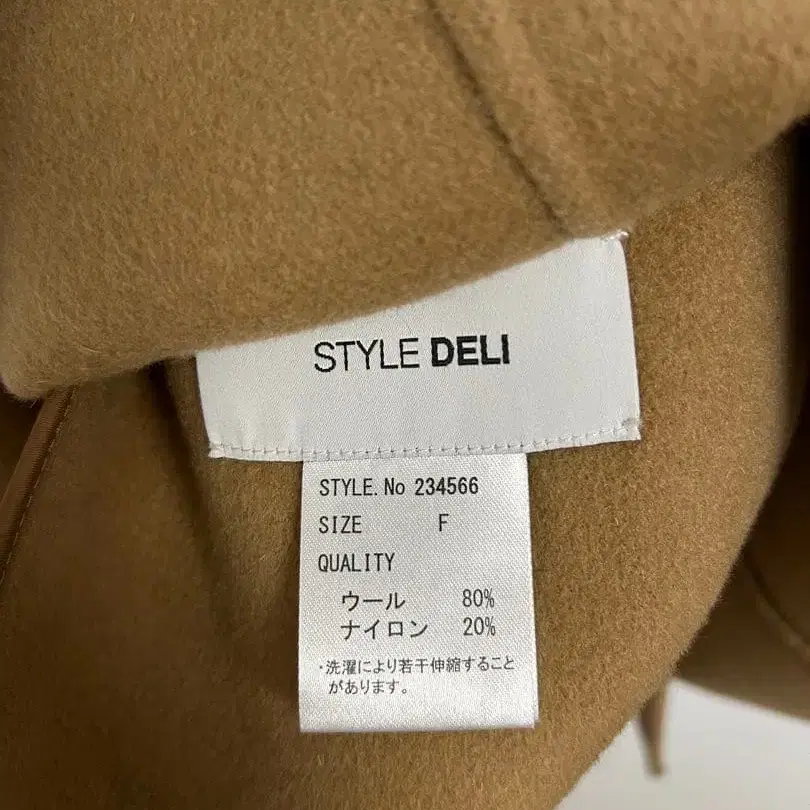 STYLE DELI
STYLE.No 234566
SIZE F
QUALITY
ウール 80%
ナイロン 20%
・洗濯により若干伸縮すること
があります。